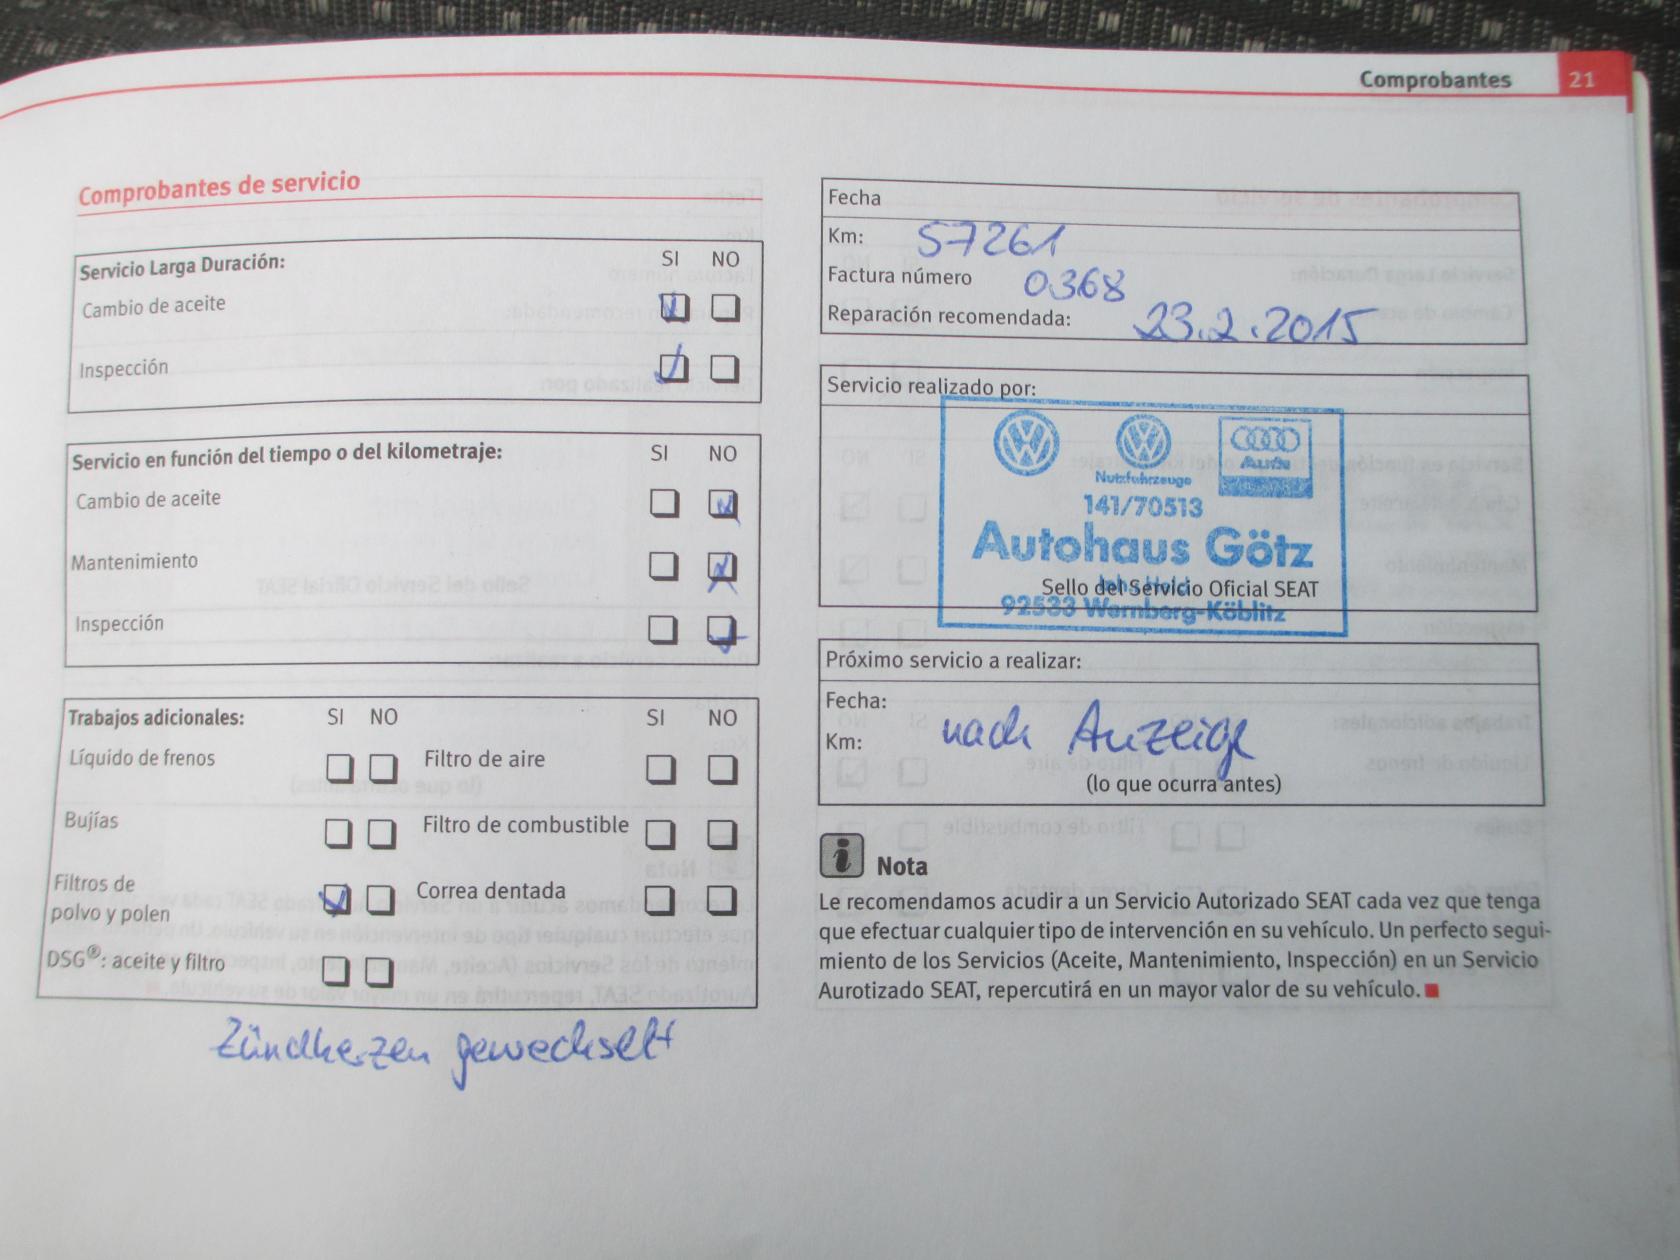 Comprobantes 21
Comprobantes de servicio
Servicio Larga Duración: SI NO
Cambio de aceite
Inspección
Servicio en función del tiempo o del kilometraje: SI NO
Cambio de aceite
Mantenimiento
Inspección
Trabajos adicionales: SI NO SI NO
Líquido de frenos Filtro de aire
Bujías Filtro de combustible
Filtros de
polvo y polen Correa dentada
DSG®: aceite y filtro
Zündkerzen gewechselt
Fecha
Km: 57261
Factura número 0368
Reparación recomendada: 23.2.2015
Servicio realizado por:
Nutzfahrzeuge Audi
141/70513
Autohaus Götz
Sello del Servicio Oficial SEAT
92533 Wernberg-Köblitz
Próximo servicio a realizar:
Fecha:
Km: nach Anzeige
(lo que ocurra antes)
Nota
Le recomendamos acudir a un Servicio Autorizado SEAT cada vez que tenga
que efectuar cualquier tipo de intervención en su vehículo. Un perfecto segui-
miento de los Servicios (Aceite, Mantenimiento, Inspección) en un Servicio
Aurotizado SEAT, repercutirá en un mayor valor de su vehículo.